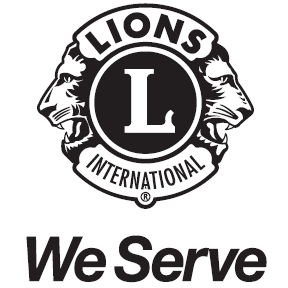 LIONS
L
INTERNATIONAL
®
We Serve